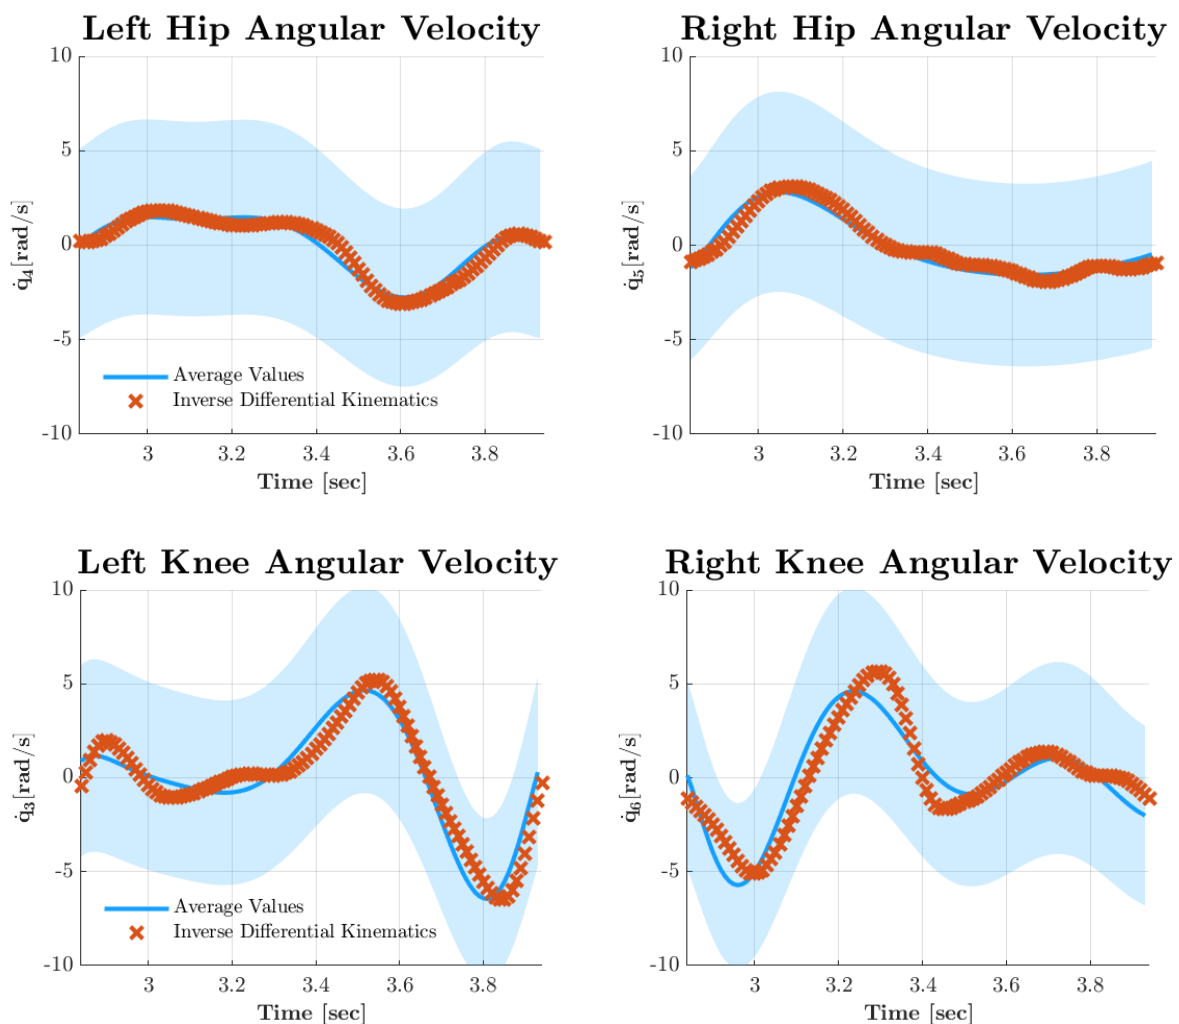 Left Hip Angular Velocity
10
5
0
-5
-10
q̇4[rad/s]
Average Values
Inverse Differential Kinematics
3 3.2 3.4 3.6 3.8
Time [sec]
Right Hip Angular Velocity
10
5
0
-5
-10
q̇5[rad/s]
3 3.2 3.4 3.6 3.8
Time [sec]
Left Knee Angular Velocity
10
5
0
-5
-10
q̇3[rad/s]
Average Values
Inverse Differential Kinematics
3 3.2 3.4 3.6 3.8
Time [sec]
Right Knee Angular Velocity
10
5
0
-5
-10
q̇6[rad/s]
3 3.2 3.4 3.6 3.8
Time [sec]